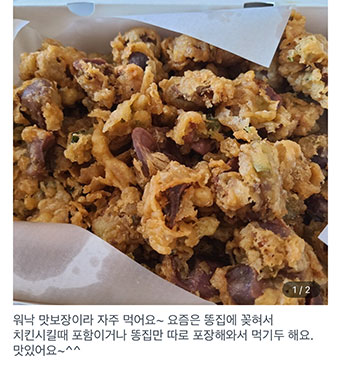 1 / 2
워낙 맛보장이라 자주 먹어요~ 요즘은 똥집에 꽂혀서
치킨시킬때 포함이거나 똥집만 따로 포장해와서 먹기두 해요.
맛있어요~^^